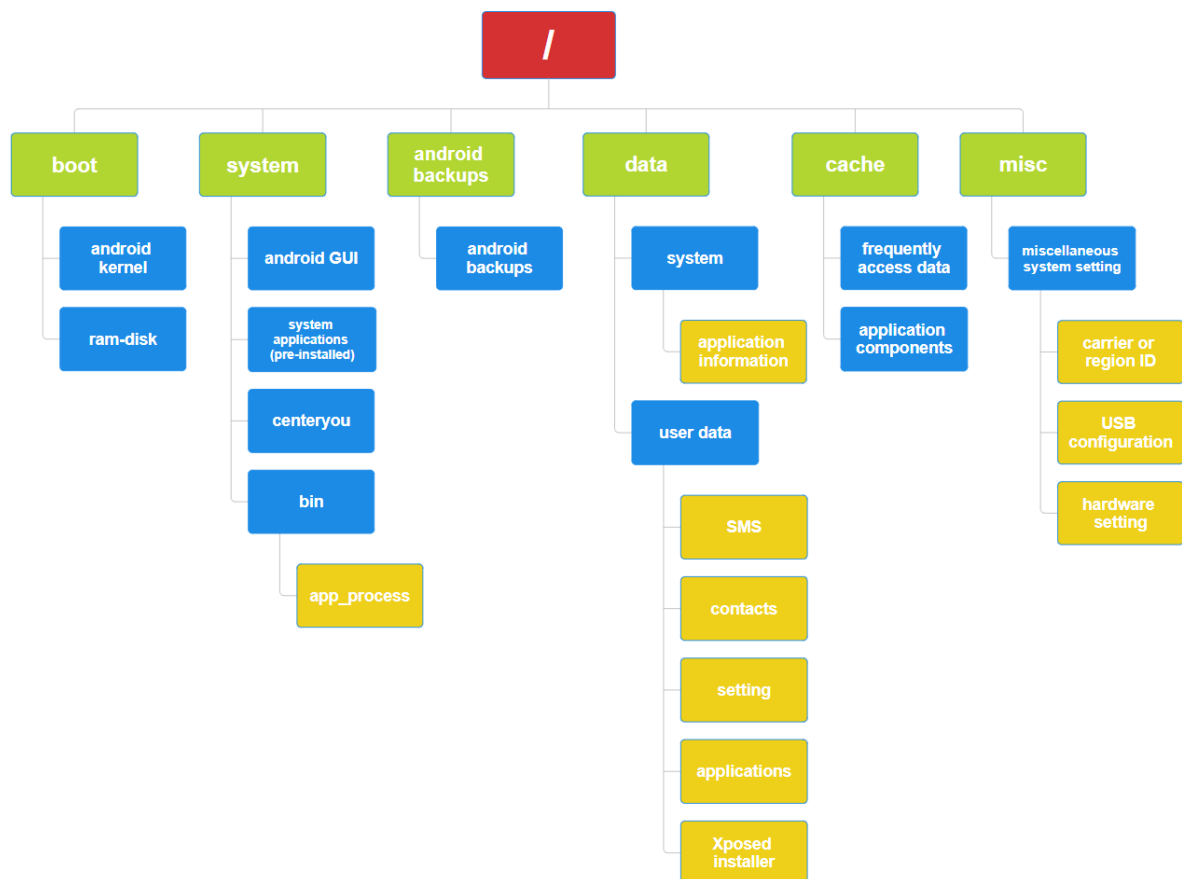 /
boot
system
android
backups
data
cache
misc
android
kernel
ram-disk
android GUI
system
applications
(pre-installed)
centeryou
bin
app_process
android
backups
system
application
information
user data
SMS
contacts
setting
applications
Xposed
installer
frequently
access data
application
components
miscellaneous
system setting
carrier or
region ID
USB
configuration
hardware
setting